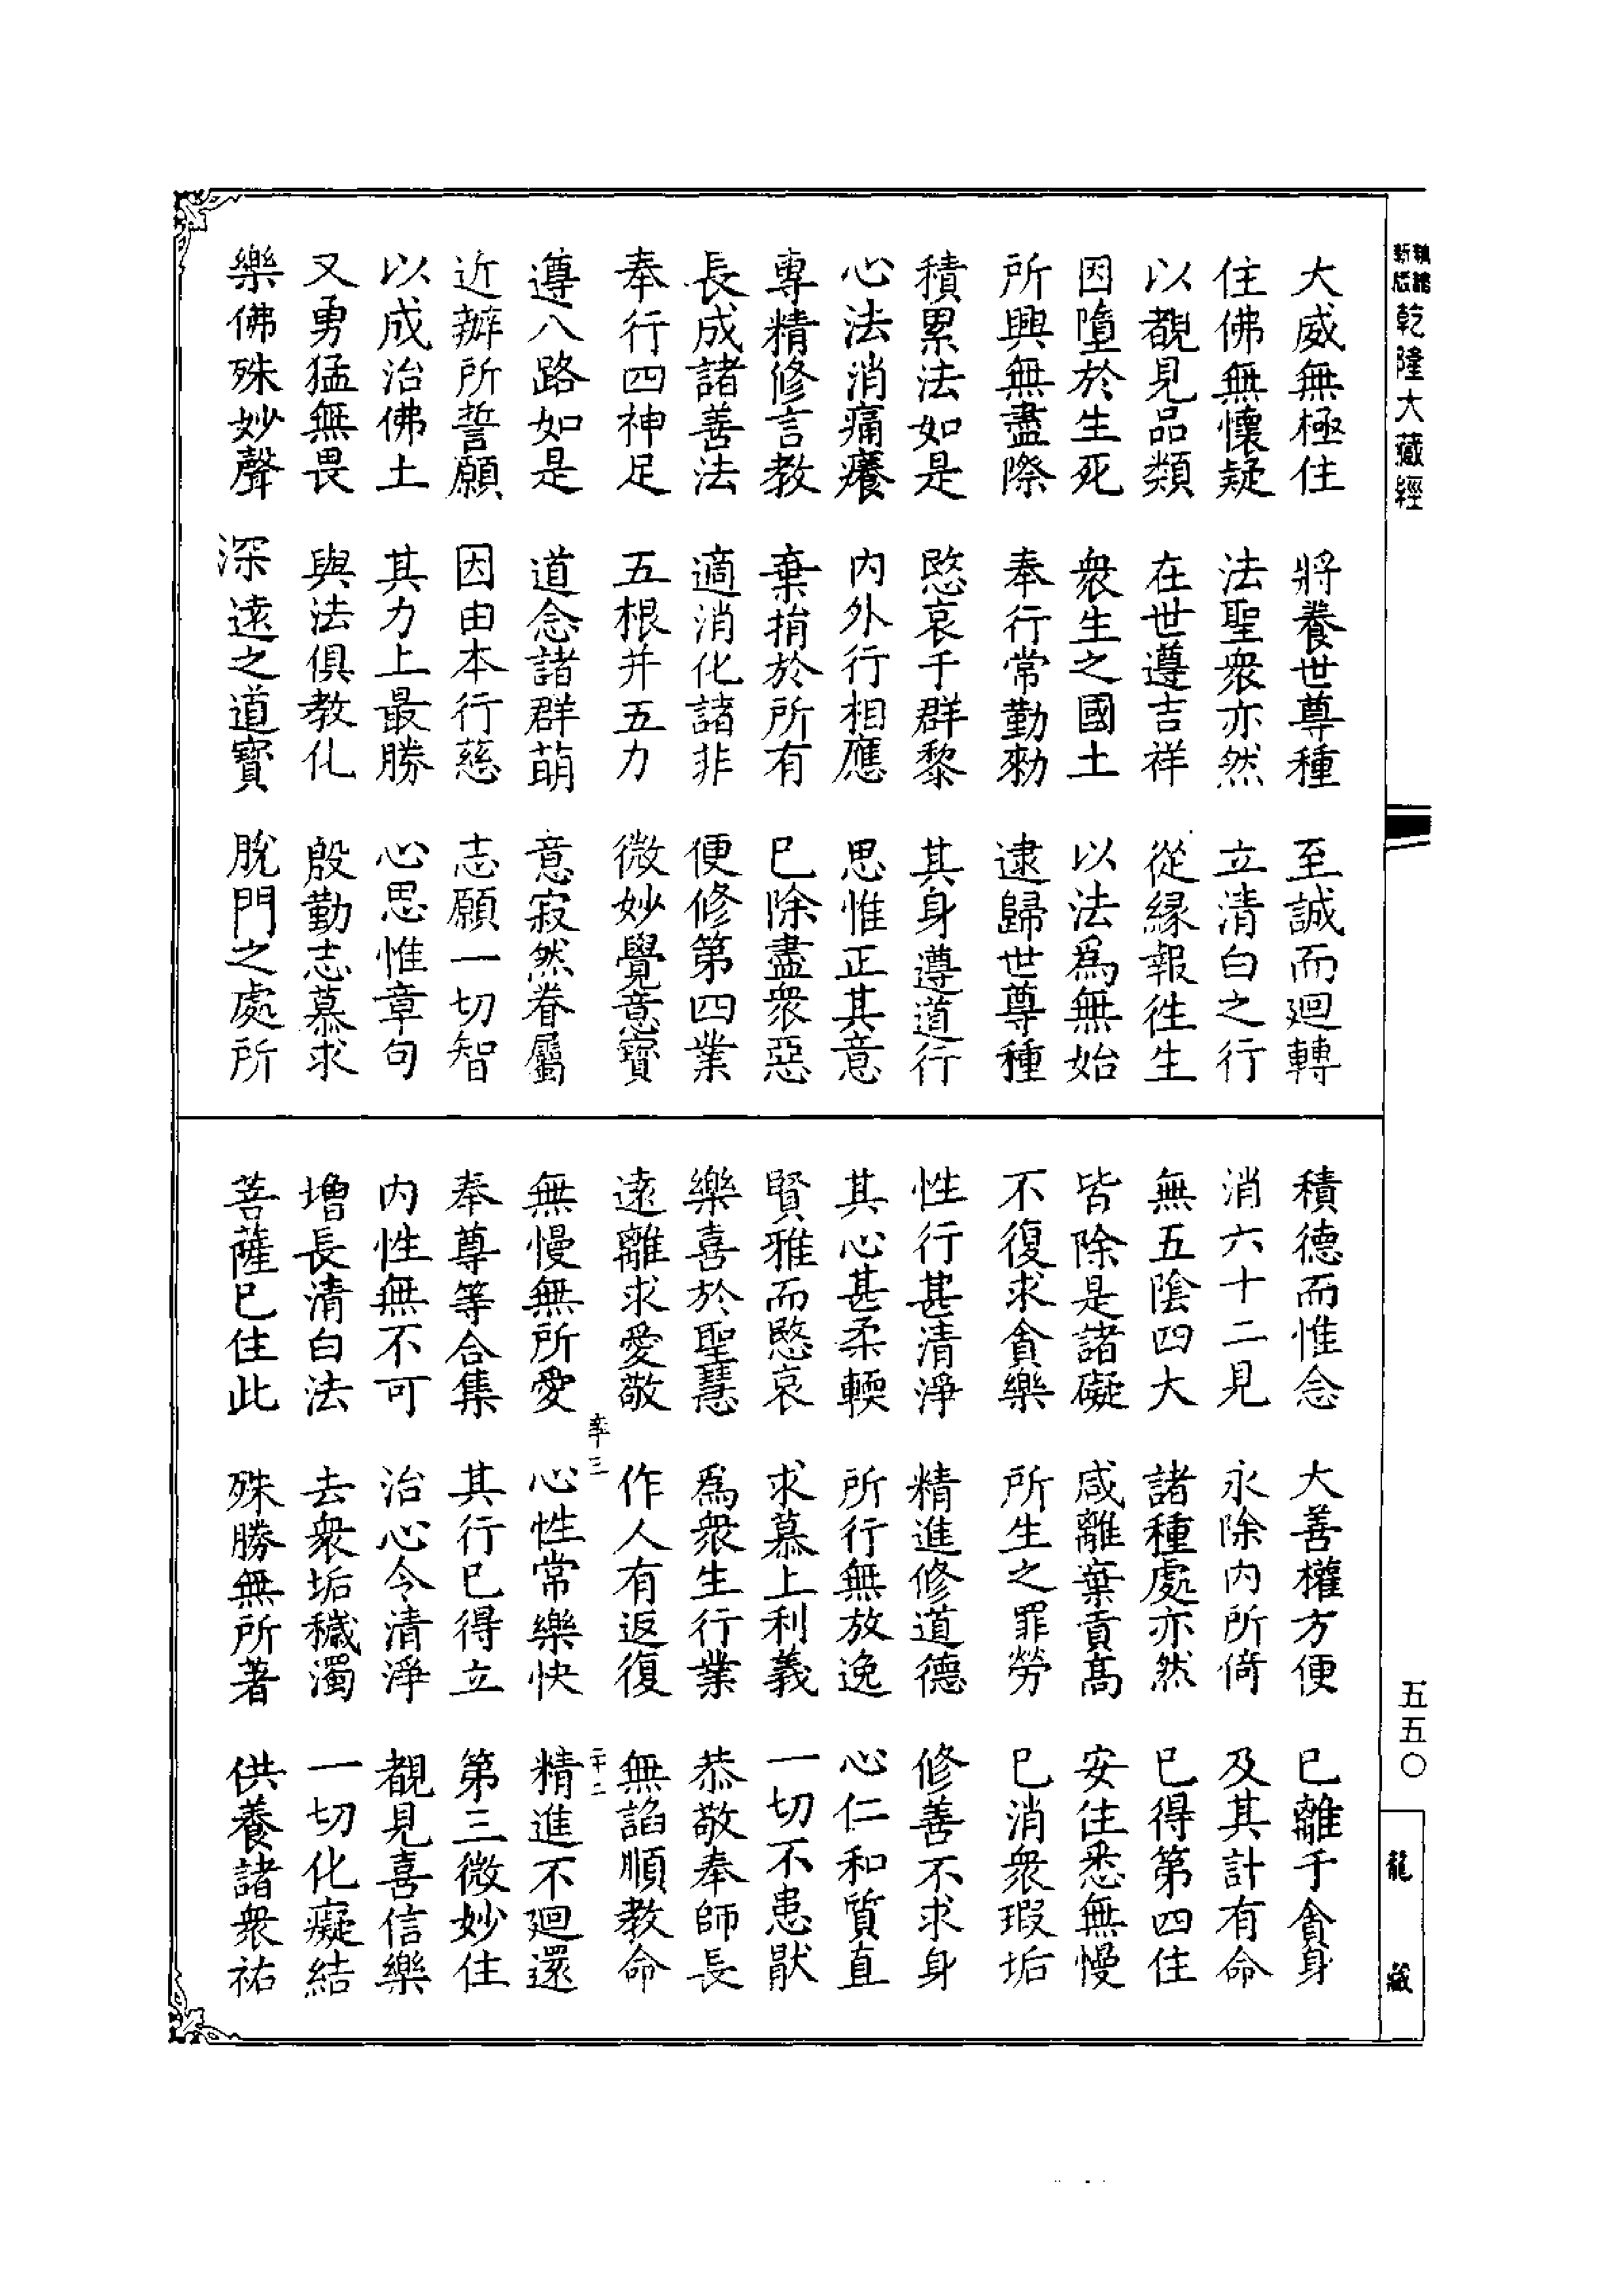 乾隆大藏經
大威無極住　將養世尊種　至誠而迴轉
住佛無懷疑　法聖衆亦然　立清白之行
以覩見品類　在世遵吉祥　從緣報徃生
因墮於生死　衆生之國土　以法爲無始
所興無盡際　奉行常勤勑　逮歸世尊種
積累法如是　愍哀于群黎　其身遵道行
心法消痛癢　内外行相應　思惟正其意
專精修言教　棄捐於所有　已除盡衆惡
長成諸善法　適消化諸非　便修第四業
奉行四神足　五根并五力　微妙覺意寶
遵八路如是　道念諸群萌　意寂然眷屬
近辦所誓願　因由本行慈　志願一切智
以成治佛土　其力上最勝　心思惟章句
又勇猛無畏　與法俱教化　殷勤志慕求
樂佛殊妙聲　深遠之道寶　脫門之處所
積德而惟念　大善權方便　已離于貪身
消六十二見　永除内所倚　及其計有命
無五陰四大　諸種處亦然　已得第四住
皆除是諸礙　咸離棄貢高　安住悉無慢
不復求貪樂　所生之罪勞　已消衆瑕垢
性行甚清淨　精進修道德　修善不求身
其心甚柔輭　所行無放逸　心仁和質直
賢雅而愍哀　求慕上利義　一切不患猒
樂喜於聖慧　爲衆生行業　恭敬奉師長
遠離求愛敬　作人有返復　無諂順教命
無慢無所愛　心性常樂快　精進不迴還
奉尊等合集　其行已得立　第三微妙住
内性無不可　治心令清淨　覩見喜信樂
增長清白法　去衆垢穢濁　一切化癡結
菩薩已住此　殊勝無所著　供養諸衆祐
五五〇
龍藏